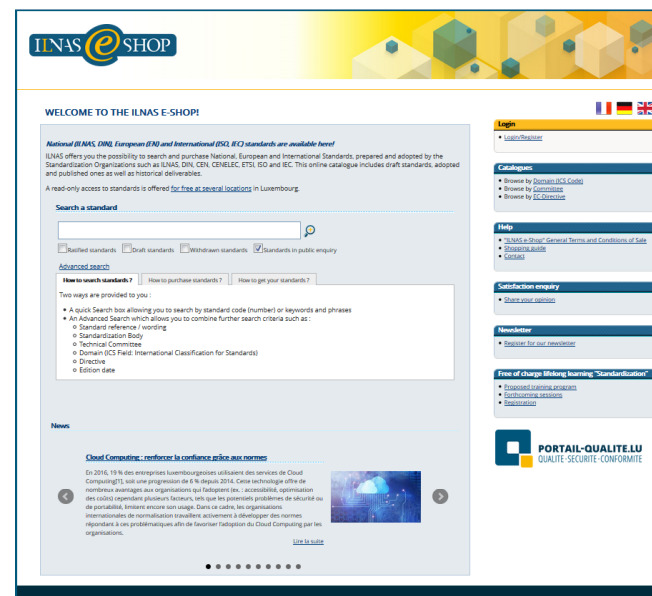 ILNAS e SHOP
WELCOME TO THE ILNAS E-SHOP!
National (ILNAS, DIN), European (EN) and International (ISO, IEC) standards are available here!
ILNAS offers you the possibility to search and purchase National, European and International Standards, prepared and adopted by the
Standardization Organizations such as ILNAS, DIN, CEN, CENELEC, ETSI, ISO and IEC. This online catalogue includes draft standards, adopted
and published ones as well as historical deliverables.
A read-only access to standards is offered for free at several locations in Luxembourg.
Search a standard
Ratified standards Draft standards Withdrawn standards Standards in public enquiry
Advanced search
How to search standards ? How to purchase standards ? How to get your standards ?
Two ways are provided to you :
• A quick Search box allowing you to search by standard code (number) or keywords and phrases
• An Advanced Search which allows you to combine further search criteria such as :
o Standard reference / wording
o Standardization Body
o Technical Committee
o Domain (ICS Field: International Classification for Standards)
o Directive
o Edition date
News
Cloud Computing : renforcer la confiance grâce aux normes
En 2016, 19 % des entreprises luxembourgeoises utilisaient des services de Cloud
Computing[1], soit une progression de 6 % depuis 2014. Cette technologie offre de
nombreux avantages aux organisations qui l'adoptent (ex. : accessibilité, optimisation
des coûts) cependant plusieurs facteurs, tels que les potentiels problèmes de sécurité ou
de portabilité, limitent encore son usage. Dans ce cadre, les organisations
internationales de normalisation travaillent activement à développer des normes
répondant à ces problématiques afin de favoriser l'adoption du Cloud Computing par les
organisations.
Lire la suite
Login
• Login/Register
Catalogues
• Browse by Domain (ICS Code)
• Browse by Committee
• Browse by EC-Directive
Help
• "ILNAS e-Shop" General Terms and Conditions of Sale
• Shopping guide
• Contact
Satisfaction enquiry
• Share your opinion
Newsletter
• Register for our newsletter
Free of charge lifelong learning "Standardization"
• Proposed training program
• Forthcoming sessions
• Registration
PORTAIL-QUALITE.LU
QUALITE-SECURITE-CONFORMITE